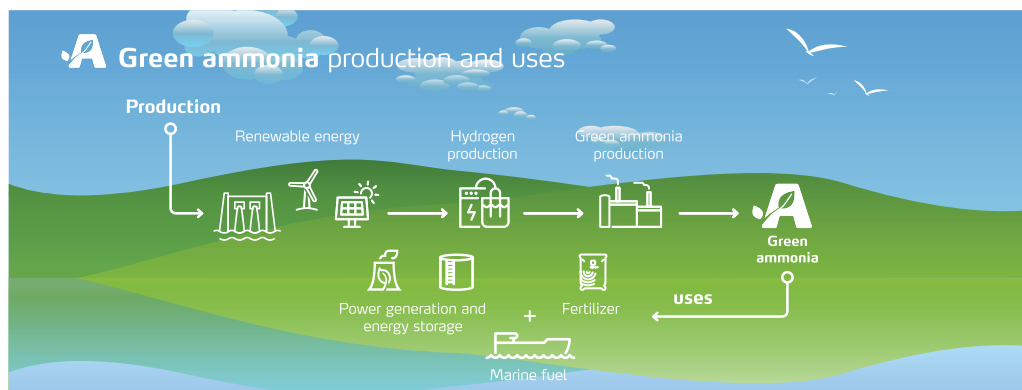 Green ammonia production and uses
Production
Renewable energy
Hydrogen
production
Green ammonia
production
Green
ammonia
uses
Fertilizer
+
Power generation and
energy storage
Marine fuel